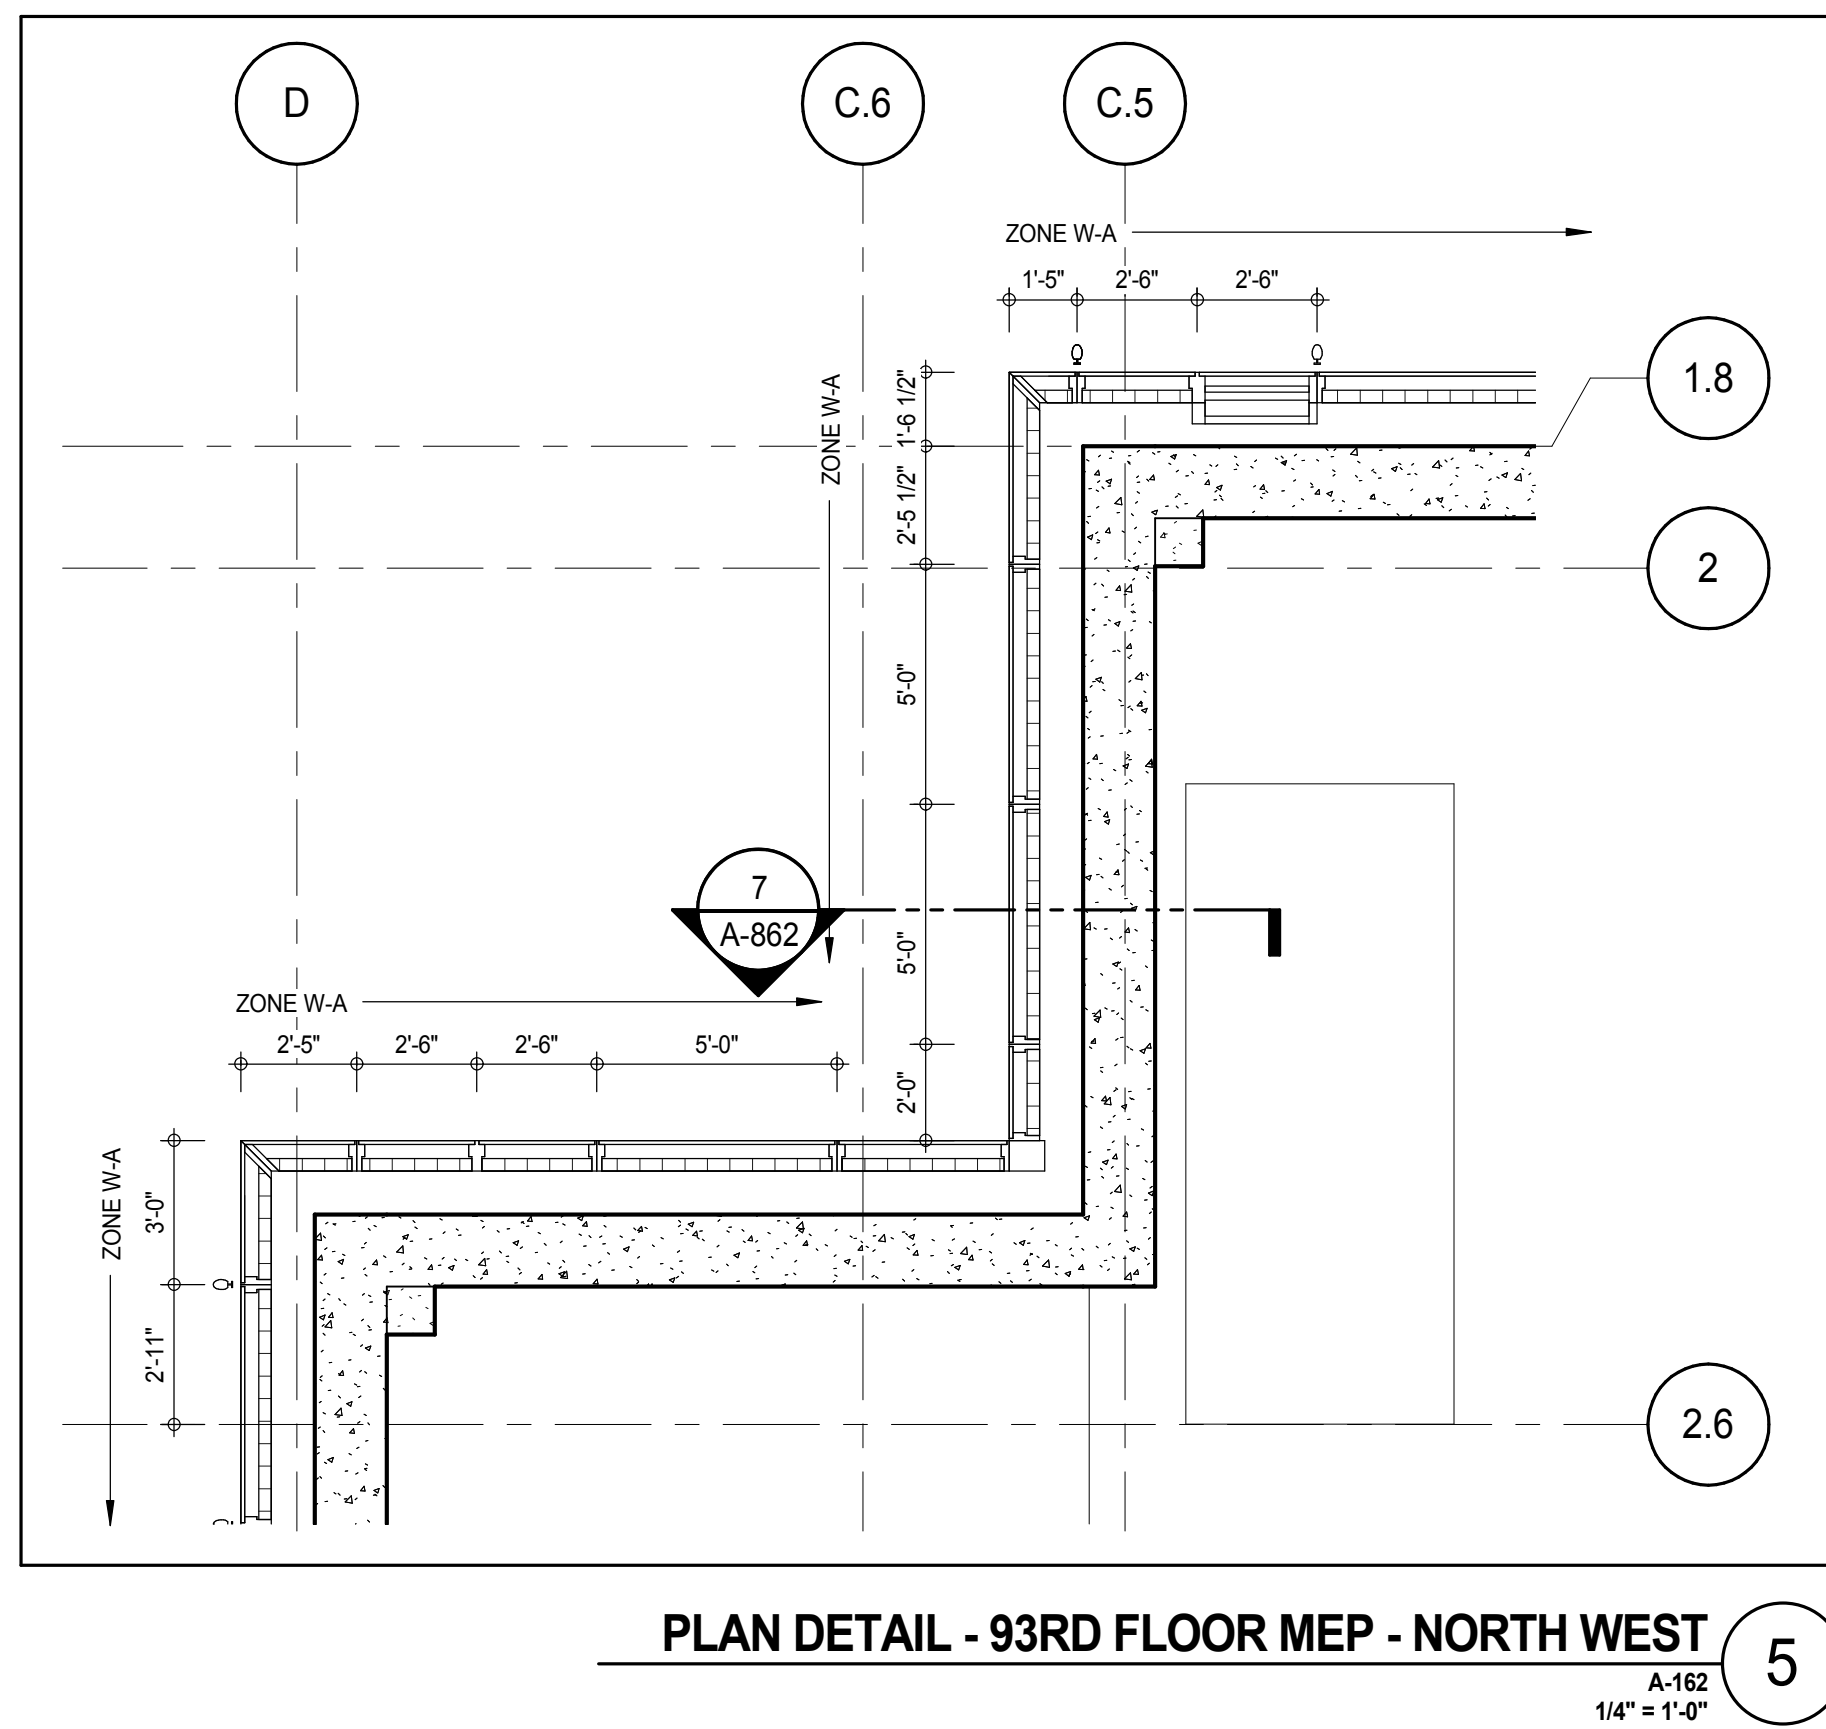 D
C.6
C.5
ZONE W-A
1'-5"
2'-6"
2'-6"
1.8
ZONE W-A
1'-6 1/2"
2'-5 1/2"
2
5'-0"
7
A-862
5'-0"
ZONE W-A
2'-5"
2'-6"
2'-6"
5'-0"
2'-0"
ZONE W-A
3'-0"
2'-11"
2.6
PLAN DETAIL - 93RD FLOOR MEP - NORTH WEST
5
A-162
1/4" = 1'-0"